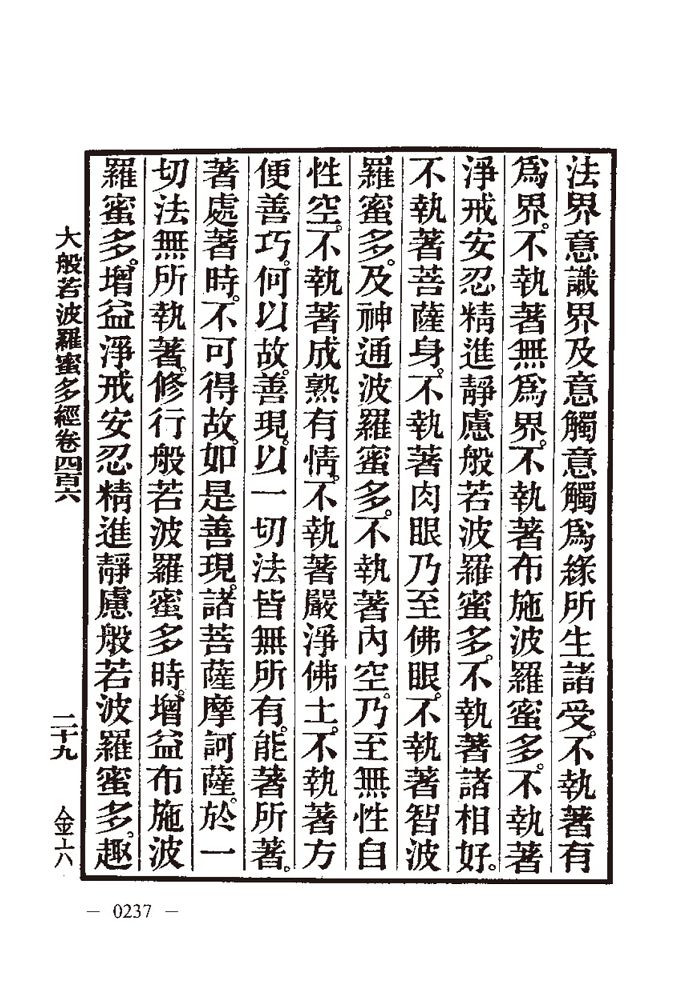 法界意識界及意觸意觸爲緣所生諸受。不執著有
爲界。不執著無爲界。不執著布施波羅蜜多。不執著
淨戒安忍精進靜慮般若波羅蜜多。不執著諸相好。
不執著菩薩身。不執著肉眼乃至佛眼。不執著智波
羅蜜多。及神通波羅蜜多。不執著內空。乃至無性自
性空。不執著成熟有情。不執著嚴淨佛土。不執著方
便善巧。何以故。善現。以一切法皆無所有。能著所著。
著處著時。不可得故。如是善現。諸菩薩摩訶薩。於一
切法無所執著。修行般若波羅蜜多時。增益布施波
羅蜜多。增益淨戒安忍精進靜慮般若波羅蜜多。趣
大般若波羅蜜多經卷四百六 二十九 金六
— 0237 —